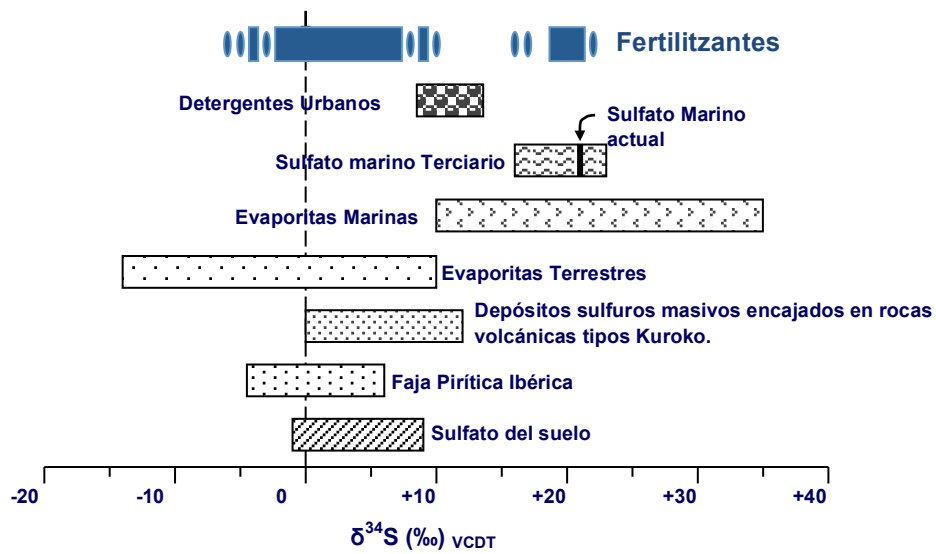 Fertilitzantes
Detergentes Urbanos
Sulfato Marino
actual
Sulfato marino Terciario
Evaporitas Marinas
Evaporitas Terrestres
Depósitos sulfuros masivos encajados en rocas
volcánicas tipos Kuroko.
Faja Pirítica Ibérica
Sulfato del suelo
-20 -10 0 +10 +20 +30 +40
δ³⁴S (‰) VCDT